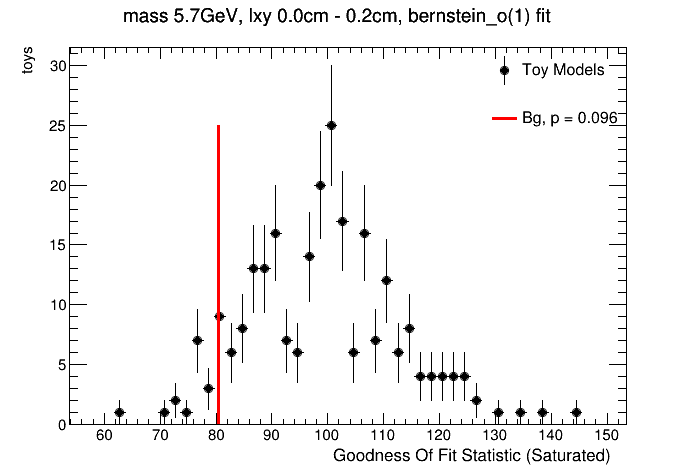 mass 5.7GeV, lxy 0.0cm - 0.2cm, bernstein_o(1) fit
toys
30
25
20
15
10
5
0
Toy Models
Bg, p = 0.096
60 70 80 90 100 110 120 130 140 150
Goodness Of Fit Statistic (Saturated)